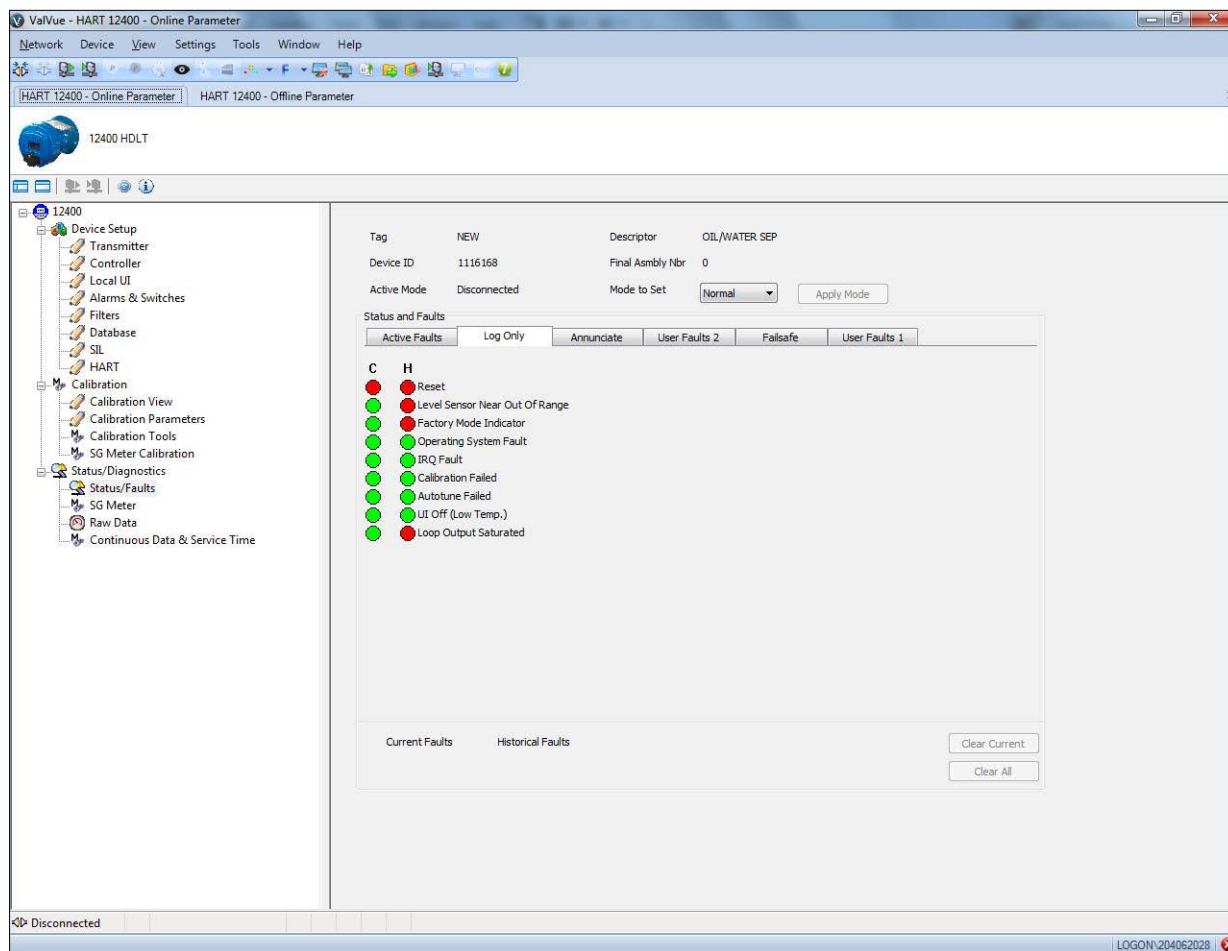 ValVue - HART 12400 - Online Parameter
Network Device View Settings Tools Window Help
HART 12400 - Online Parameter HART 12400 - Offline Parameter
12400 HDLT
12400
Device Setup
Transmitter
Controller
Local UI
Alarms & Switches
Filters
Database
SIL
HART
Calibration
Calibration View
Calibration Parameters
Calibration Tools
SG Meter Calibration
Status/Diagnostics
Status/Faults
SG Meter
Raw Data
Continuous Data & Service Time
Tag NEW Descriptor OIL/WATER SEP
Device ID 1116168 Final Asmbly Nbr 0
Active Mode Disconnected Mode to Set Normal Apply Mode
Status and Faults
Active Faults Log Only Annunciate User Faults 2 Failsafe User Faults 1
C H
Reset
Level Sensor Near Out Of Range
Factory Mode Indicator
Operating System Fault
IRQ Fault
Calibration Failed
Autotune Failed
UI Off (Low Temp.)
Loop Output Saturated
Current Faults Historical Faults Clear Current
Clear All
Disconnected
LOGON\204062028